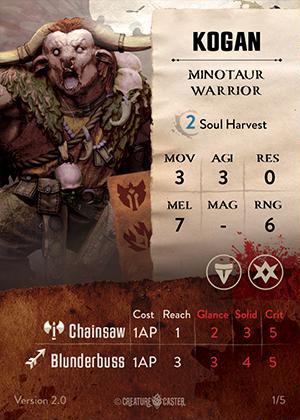 KOGAN
MINOTAUR
WARRIOR
2 Soul Harvest
MOV AGI RES
3 3 0
MEL MAG RNG
7 - 6
Cost Reach Glance Solid Crit
Chainsaw 1AP 1 2 3 5
Blunderbuss 1AP 3 3 4 5
Version 2.0 © CREATURE CASTER 1/5